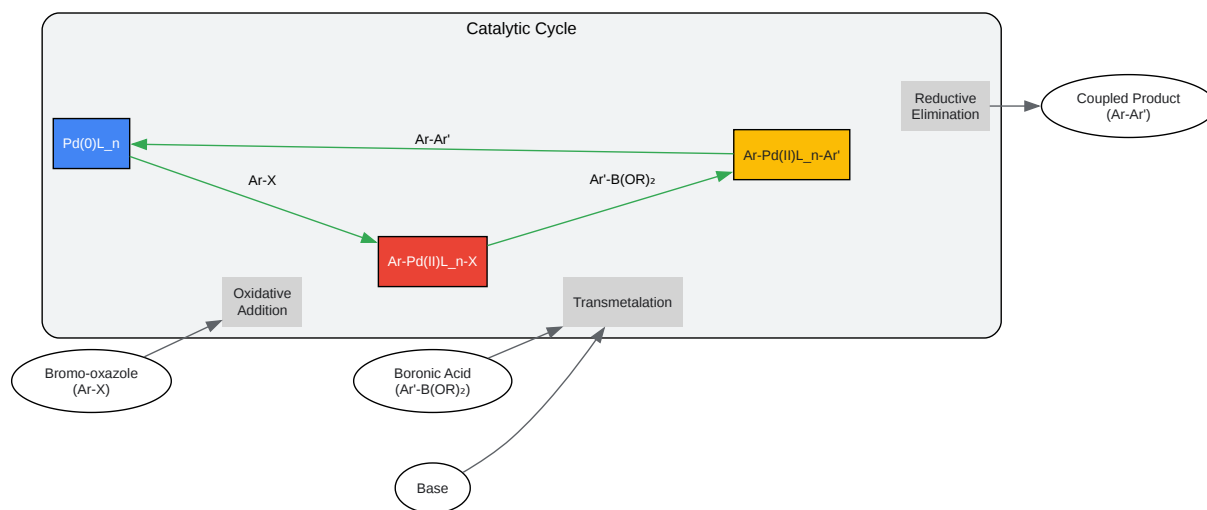 Catalytic Cycle
Reductive
Elimination
Coupled Product
(Ar-Ar')
Pd(0)L_n
Ar-Ar'
Ar-Pd(II)L_n-Ar'
Ar-X
Ar'-B(OR)₂
Ar-Pd(II)L_n-X
Oxidative
Addition
Transmetalation
Bromo-oxazole
(Ar-X)
Boronic Acid
(Ar'-B(OR)₂)
Base